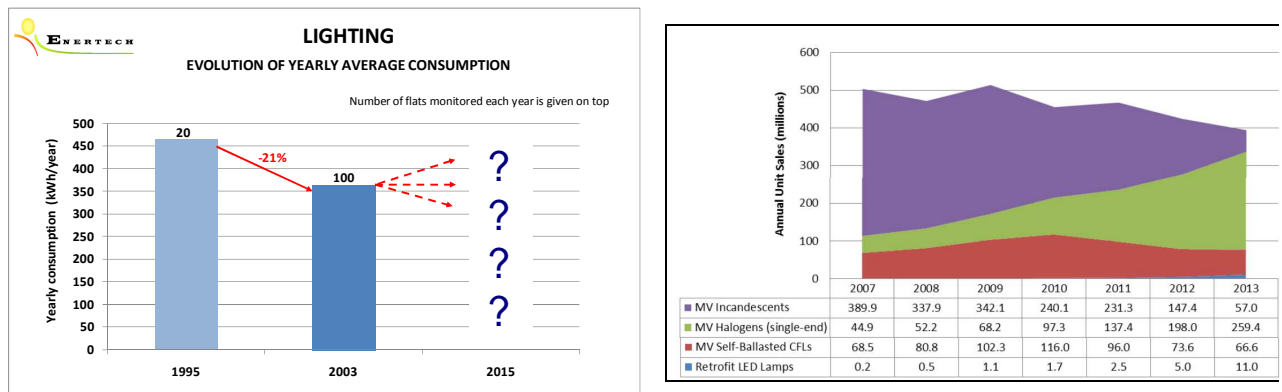 ENERTECH
LIGHTING
EVOLUTION OF YEARLY AVERAGE CONSUMPTION
Number of flats monitored each year is given on top
Yearly consumption (kWh/year)
500
450
400
350
300
250
200
150
100
50
0
20
-21%
100
?
?
?
?
1995 2003 2015
Annual Unit Sales (millions)
600
500
400
300
200
100
0
2007 2008 2009 2010 2011 2012 2013
MV Incandescents 389.9 337.9 342.1 240.1 231.3 147.4 57.0
MV Halogens (single-end) 44.9 52.2 68.2 97.3 137.4 198.0 259.4
MV Self-Ballasted CFLs 68.5 80.8 102.3 116.0 96.0 73.6 66.6
Retrofit LED Lamps 0.2 0.5 1.1 1.7 2.5 5.0 11.0